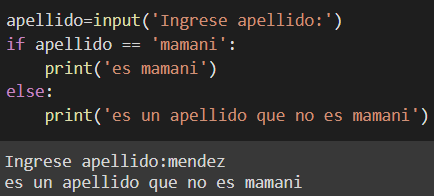 apellido=input('Ingrese apellido:')
if apellido == 'mamani':
    print('es mamani')
else:
    print('es un apellido que no es mamani')
Ingrese apellido:mendez
es un apellido que no es mamani